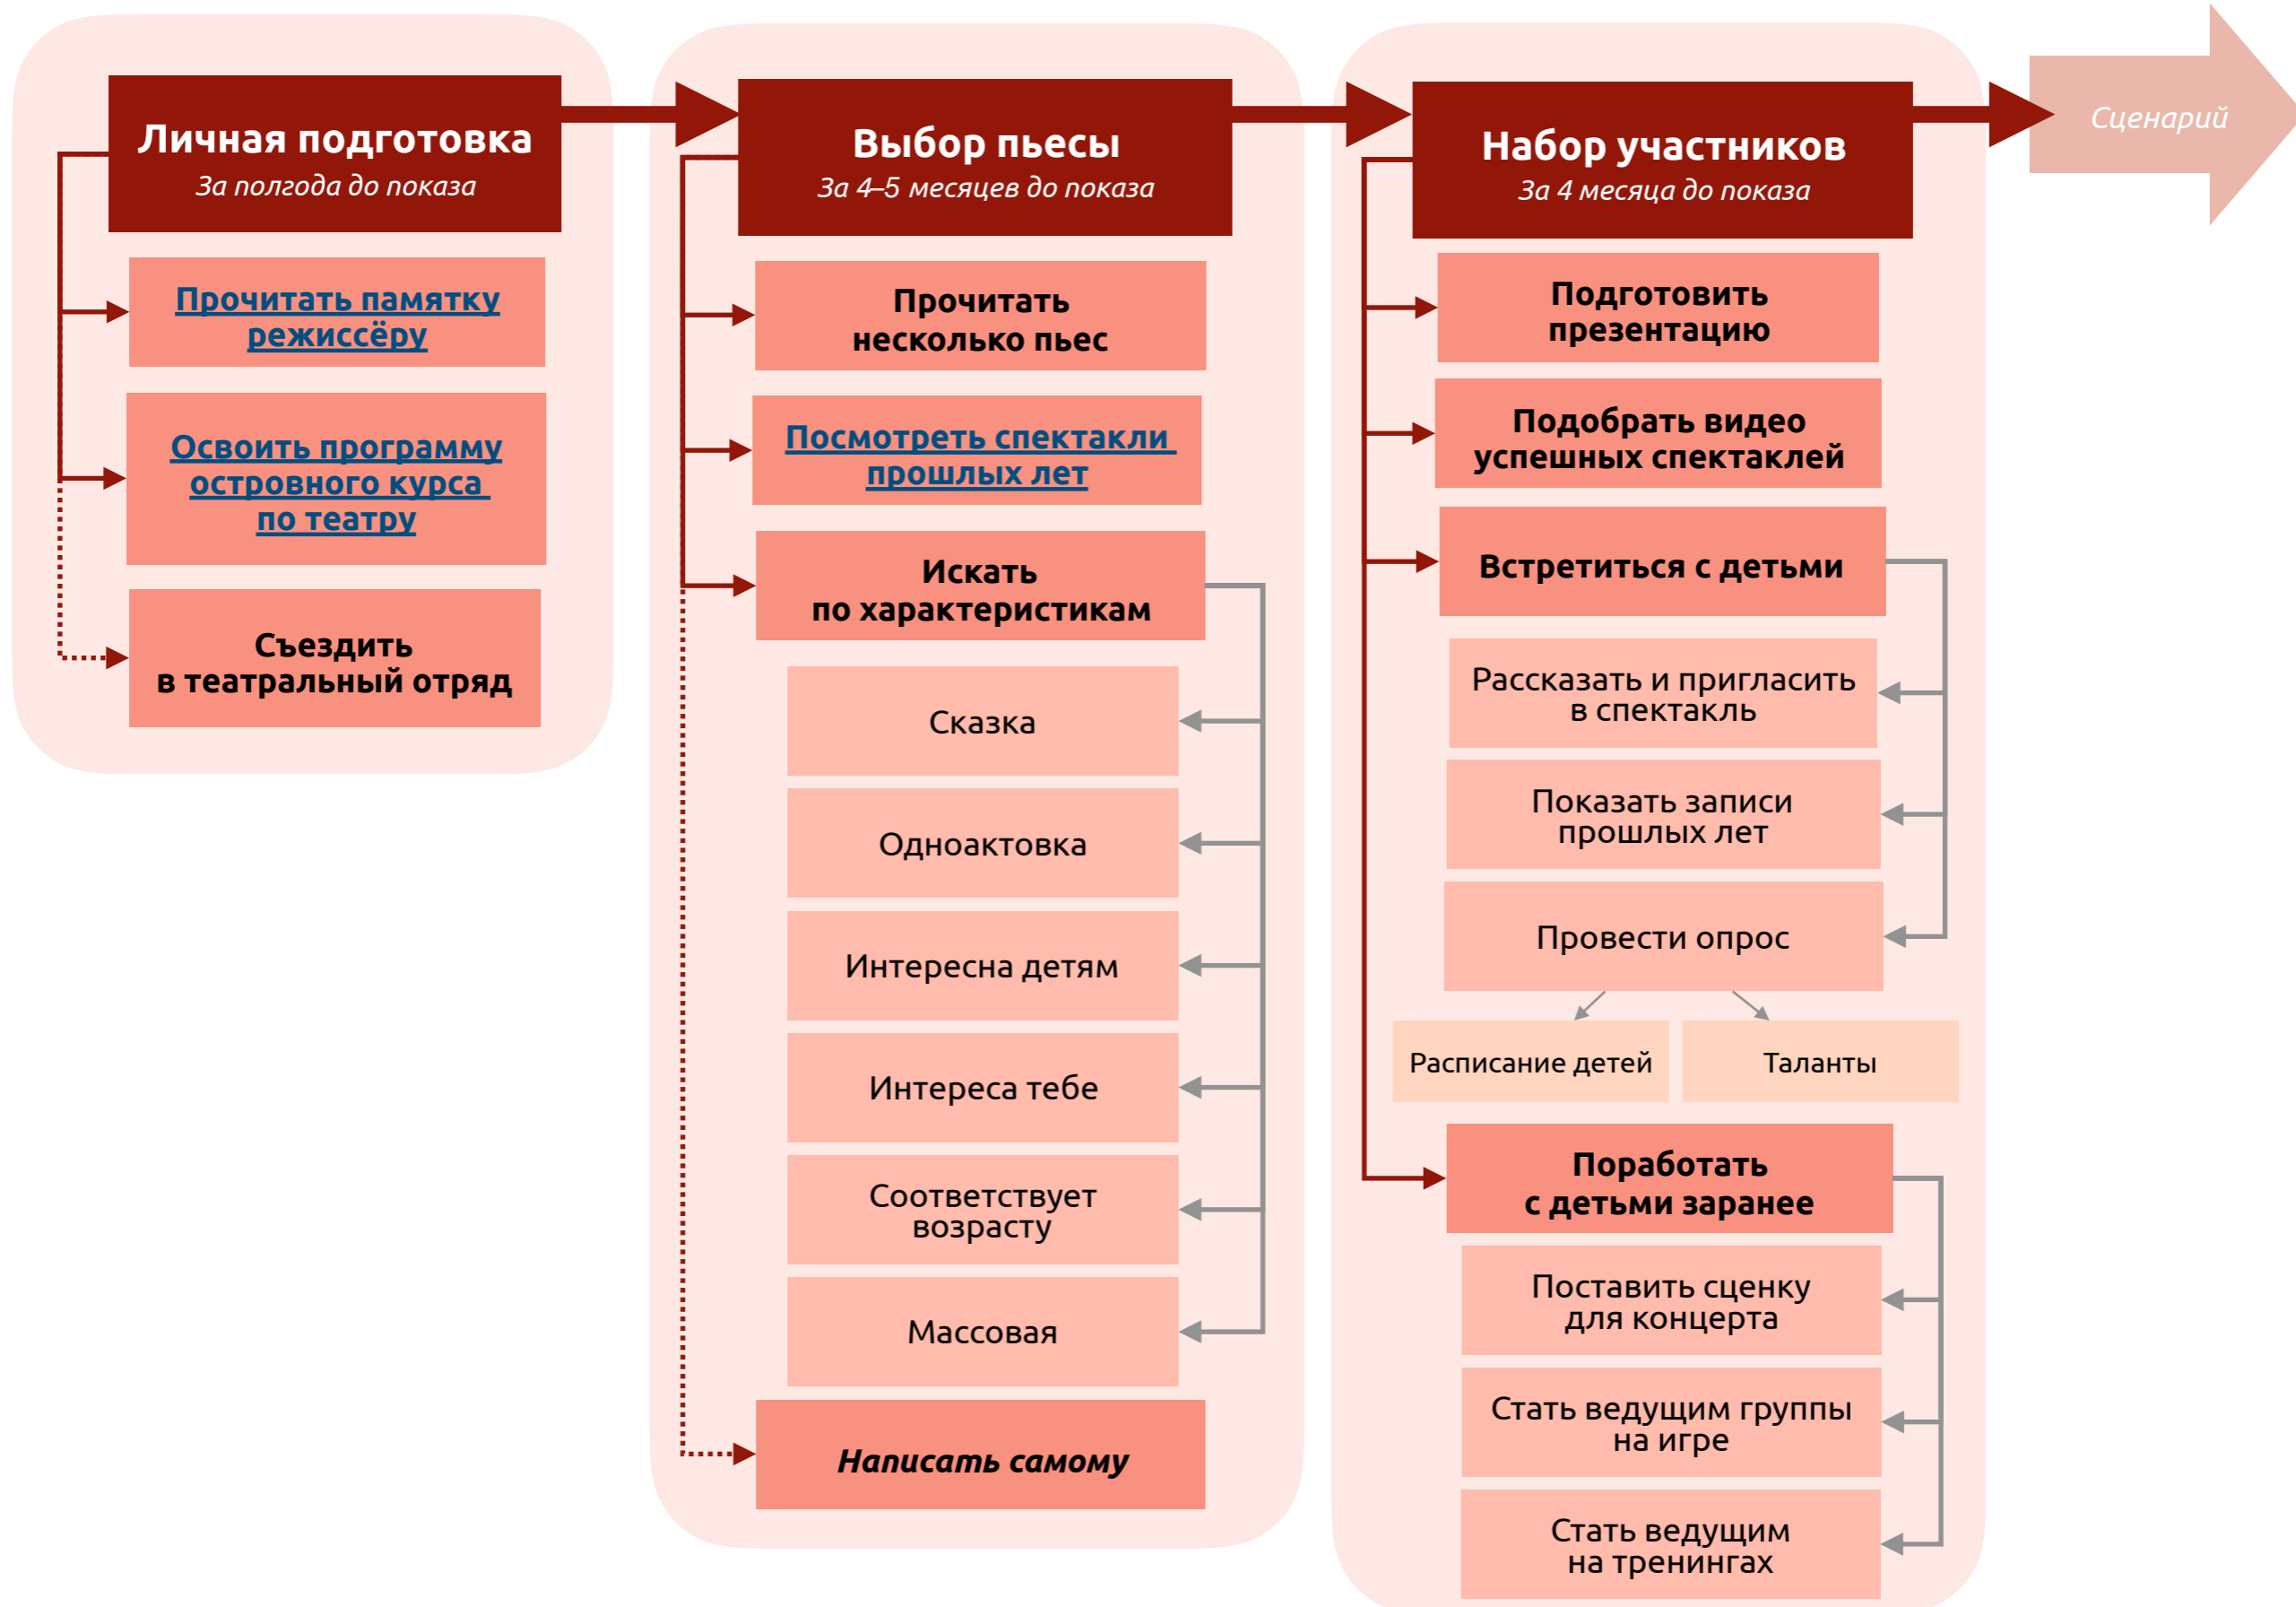 Личная подготовка
За полгода до показа
Прочитать памятку
режиссёру
Освоить программу
островного курса
по театру
Съездить
в театральный отряд
Выбор пьесы
За 4–5 месяцев до показа
Прочитать
несколько пьес
Посмотреть спектакли
прошлых лет
Искать
по характеристикам
Сказка
Одноактовка
Интересна детям
Интереса тебе
Соответствует
возрасту
Массовая
Написать самому
Набор участников
За 4 месяца до показа
Подготовить
презентацию
Подобрать видео
успешных спектаклей
Встретиться с детьми
Рассказать и пригласить
в спектакль
Показать записи
прошлых лет
Провести опрос
Расписание детей
Таланты
Поработать
с детьми заранее
Поставить сценку
для концерта
Стать ведущим группы
на игре
Стать ведущим
на тренингах
Сценарий